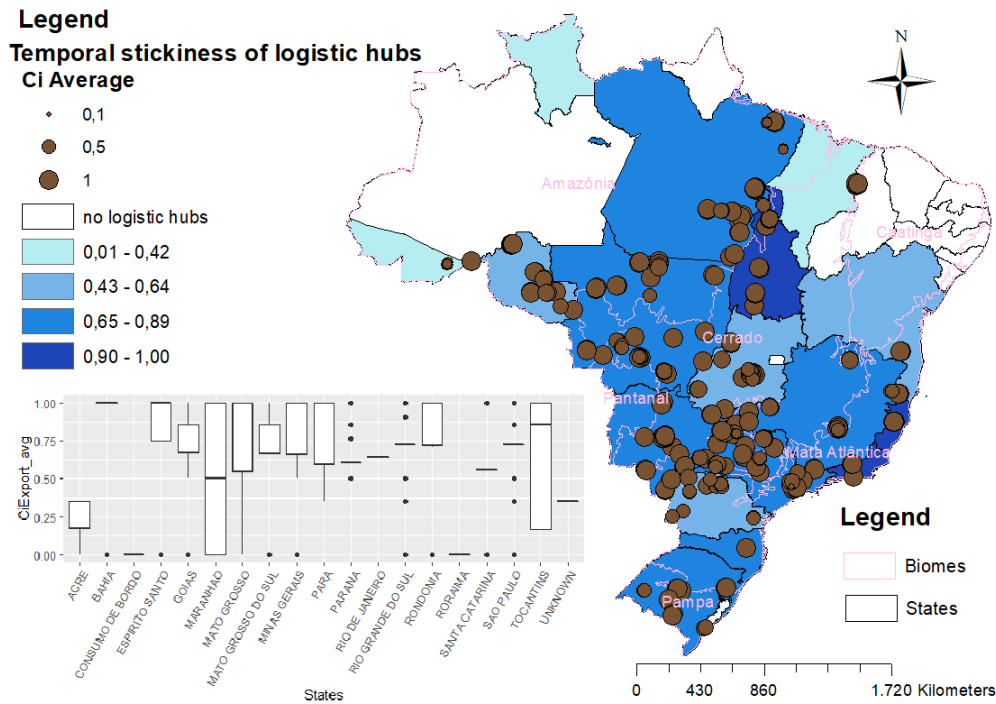 Legend
Temporal stickiness of logistic hubs
Ci Average
0,1
0,5
1
no logistic hubs
0,01 - 0,42
0,43 - 0,64
0,65 - 0,89
0,90 - 1,00
N
Amazônia
Caatinga
Cerrado
Pantanal
Mata Atlântica
Pampa
CiExport_avg
1.00
0.75
0.50
0.25
0.00
ACRE
BAHIA
CONSUMO DE BORDO
ESPIRITO SANTO
GOIAS
MARANHAO
MATO GROSSO
MATO GROSSO DO SUL
MINAS GERAIS
PARA
PARANA
RIO DE JANEIRO
RIO GRANDE DO SUL
RONDONIA
RORAIMA
SANTA CATARINA
SAO PAULO
TOCANTINS
UNKNOWN
States
Legend
Biomes
States
0 430 860 1.720 Kilometers